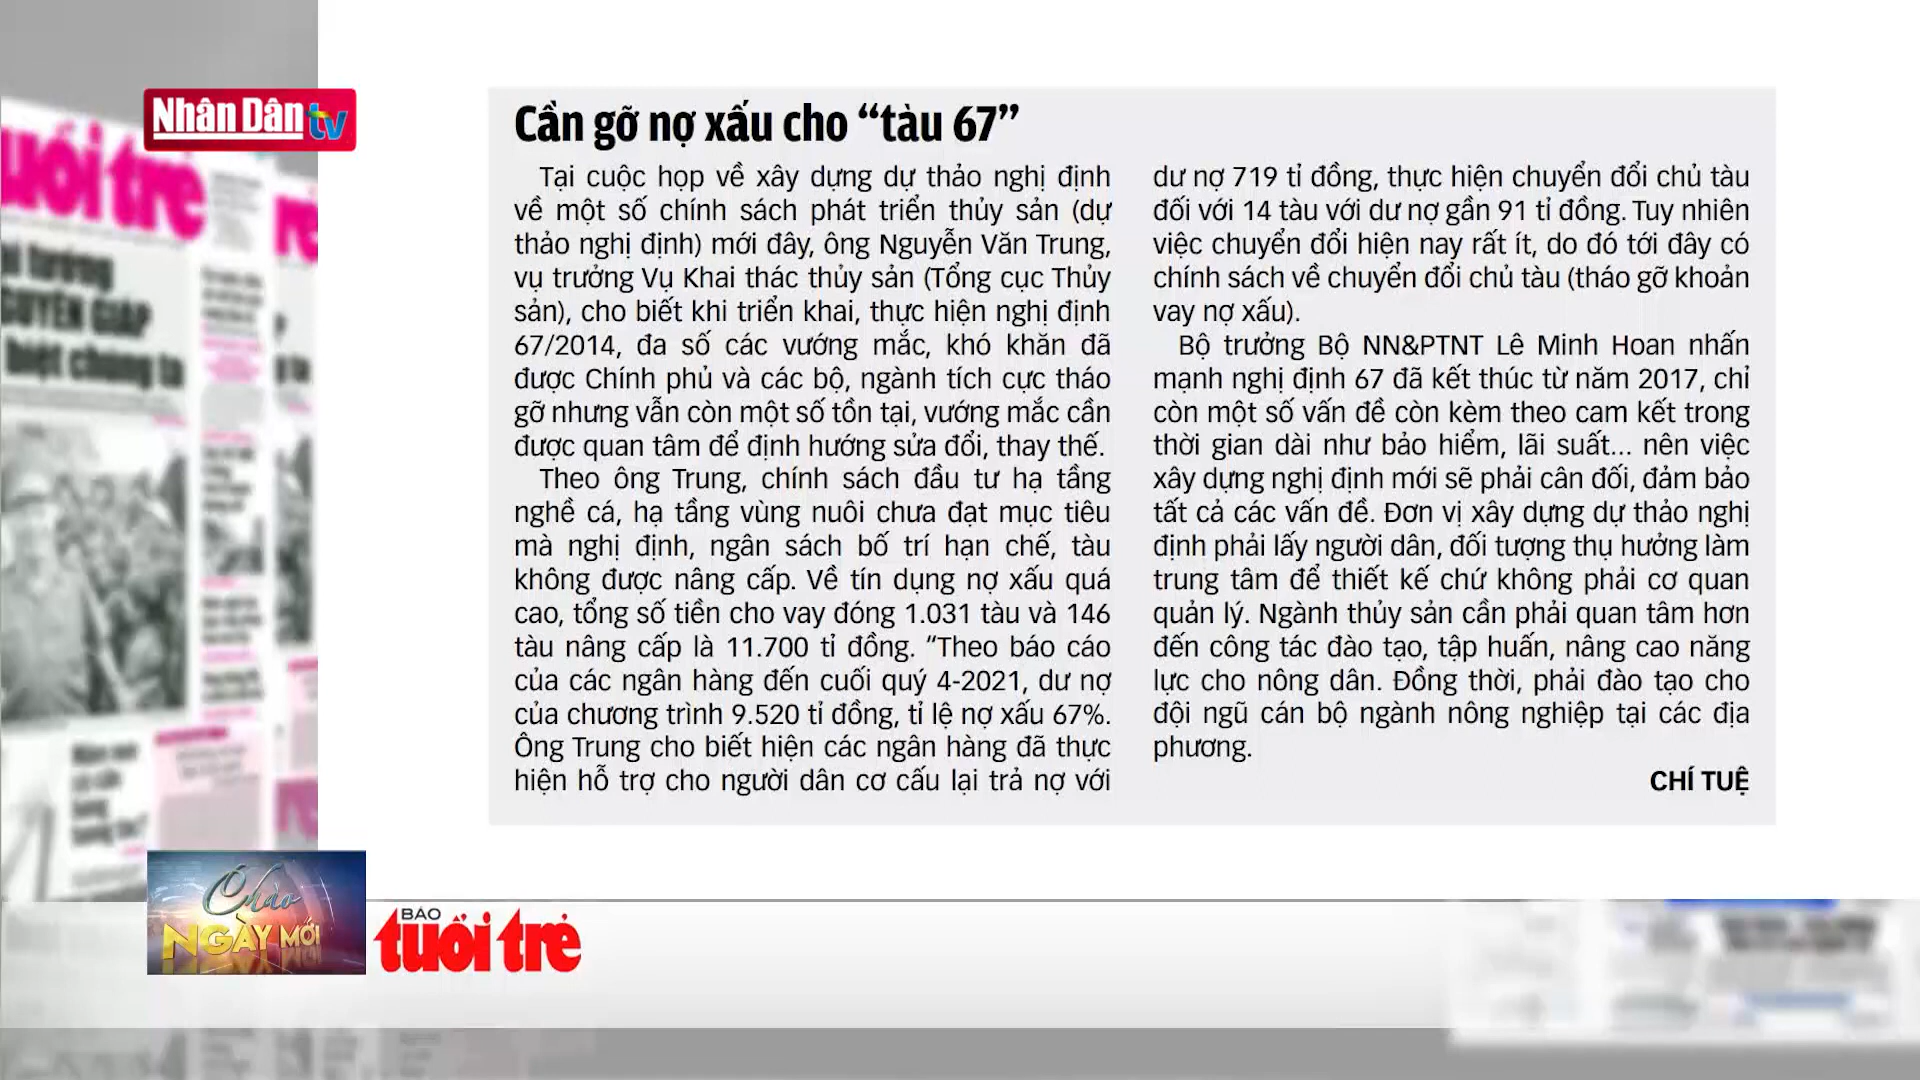 Nhân Dân tv
tuổi trẻ
Cần gỡ nợ xấu cho “tàu 67”
Tại cuộc họp về xây dựng dự thảo nghị định
về một số chính sách phát triển thủy sản (dự
thảo nghị định) mới đây, ông Nguyễn Văn Trung,
vụ trưởng Vụ Khai thác thủy sản (Tổng cục Thủy
sản), cho biết khi triển khai, thực hiện nghị định
67/2014, đa số các vướng mắc, khó khăn đã
được Chính phủ và các bộ, ngành tích cực tháo
gỡ nhưng vẫn còn một số tồn tại, vướng mắc cần
được quan tâm để định hướng sửa đổi, thay thế.
Theo ông Trung, chính sách đầu tư hạ tầng
nghề cá, hạ tầng vùng nuôi chưa đạt mục tiêu
mà nghị định, ngân sách bố trí hạn chế, tàu
không được nâng cấp. Về tín dụng nợ xấu quá
cao, tổng số tiền cho vay đóng 1.031 tàu và 146
tàu nâng cấp là 11.700 tỉ đồng. “Theo báo cáo
của các ngân hàng đến cuối quý 4-2021, dư nợ
của chương trình 9.520 tỉ đồng, tỉ lệ nợ xấu 67%.
Ông Trung cho biết hiện các ngân hàng đã thực
hiện hỗ trợ cho người dân cơ cấu lại trả nợ với
dư nợ 719 tỉ đồng, thực hiện chuyển đổi chủ tàu
đối với 14 tàu với dư nợ gần 91 tỉ đồng. Tuy nhiên
việc chuyển đổi hiện nay rất ít, do đó tới đây có
chính sách về chuyển đổi chủ tàu (tháo gỡ khoản
vay nợ xấu).
Bộ trưởng Bộ NN&PTNT Lê Minh Hoan nhấn
mạnh nghị định 67 đã kết thúc từ năm 2017, chỉ
còn một số vấn đề còn kèm theo cam kết trong
thời gian dài như bảo hiểm, lãi suất... nên việc
xây dựng nghị định mới sẽ phải cân đối, đảm bảo
tất cả các vấn đề. Đơn vị xây dựng dự thảo nghị
định phải lấy người dân, đối tượng thụ hưởng làm
trung tâm để thiết kế chứ không phải cơ quan
quản lý. Ngành thủy sản cần phải quan tâm hơn
đến công tác đào tạo, tập huấn, nâng cao năng
lực cho nông dân. Đồng thời, phải đào tạo cho
đội ngũ cán bộ ngành nông nghiệp tại các địa
phương.
CHÍ TUỆ
Chào
NGÀY MỚI
BÁO
tuổi trẻ